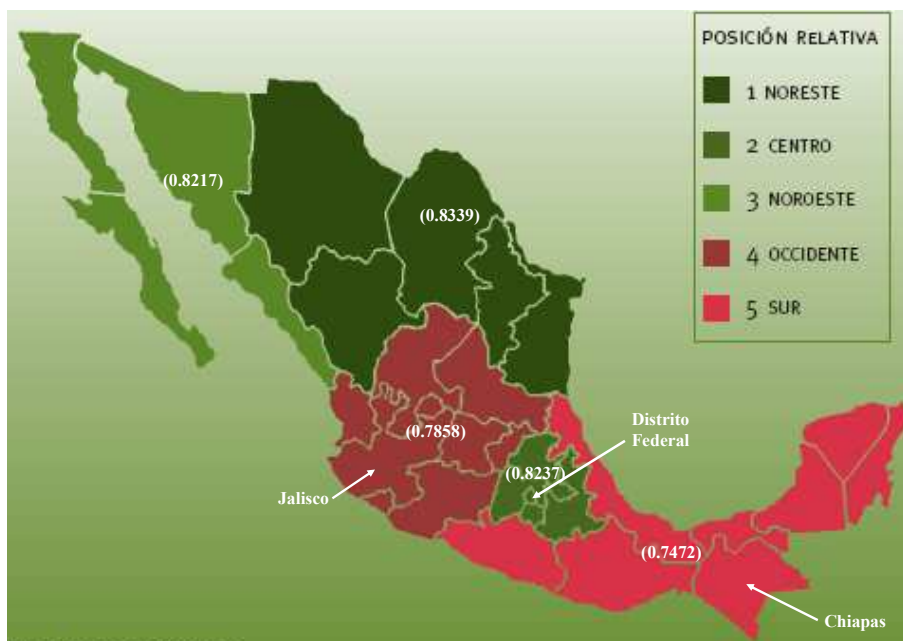 POSICIÓN RELATIVA
1 NORESTE
2 CENTRO
3 NOROESTE
4 OCCIDENTE
5 SUR
(0.8217)
(0.8339)
Distrito
Federal
(0.7858)
(0.8237)
Jalisco
(0.7472)
Chiapas